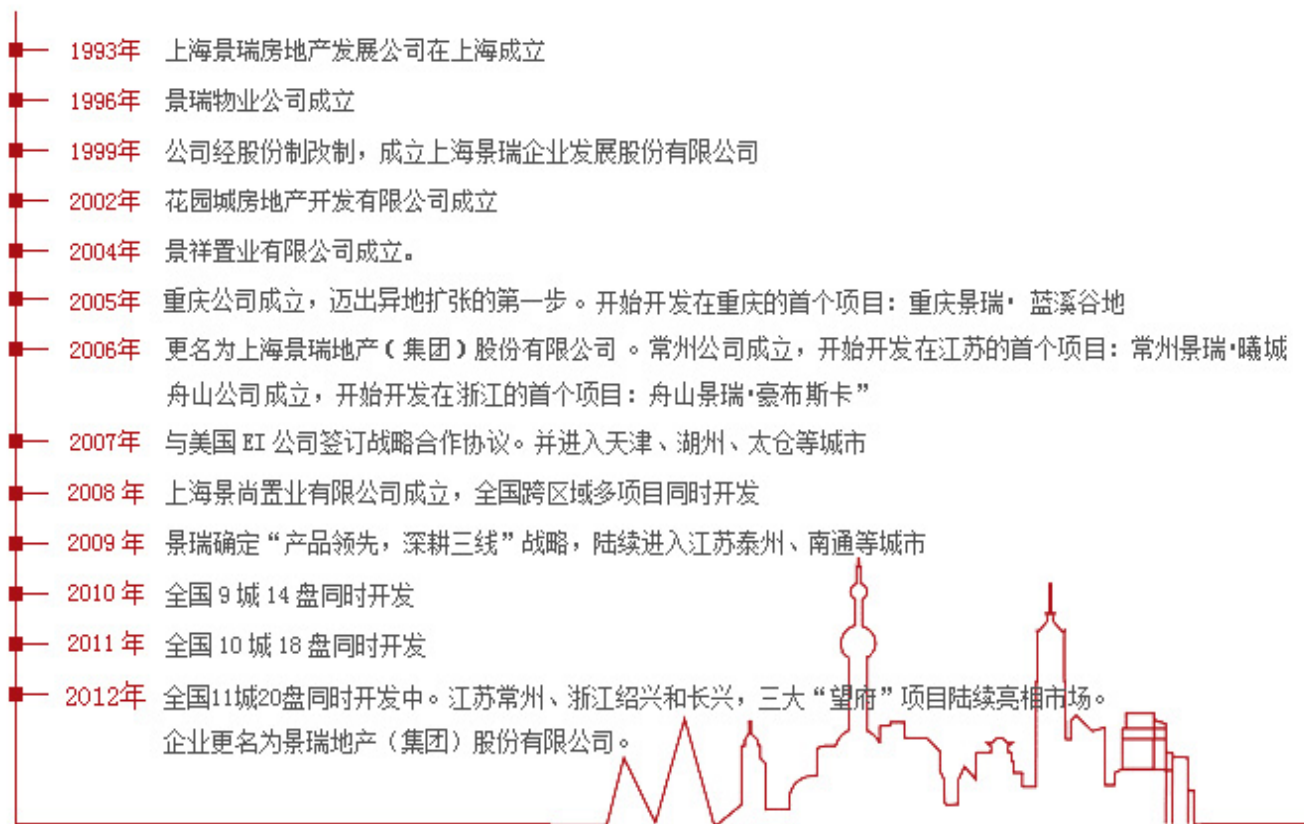 1993年 上海景瑞房地产发展公司在上海成立
1996年 景瑞物业公司成立
1999年 公司经股份制改制，成立上海景瑞企业发展股份有限公司
2002年 花园城房地产开发有限公司成立
2004年 景祥置业有限公司成立。
2005年 重庆公司成立，迈出异地扩张的第一步。开始开发在重庆的首个项目：重庆景瑞· 蓝溪谷地
2006年 更名为上海景瑞地产（集团）股份有限公司。常州公司成立，开始开发在江苏的首个项目：常州景瑞·曦城
舟山公司成立，开始开发在浙江的首个项目：舟山景瑞·豪布斯卡”
2007年 与美国 EI 公司签订战略合作协议。并进入天津、湖州、太仓等城市
2008 年 上海景尚置业有限公司成立，全国跨区域多项目同时开发
2009 年 景瑞确定“产品领先，深耕三线”战略，陆续进入江苏泰州、南通等城市
2010 年 全国 9 城 14 盘同时开发
2011 年 全国 10 城 18 盘同时开发
2012年 全国11城20盘同时开发中。江苏常州、浙江绍兴和长兴，三大“望府”项目陆续亮相市场。
企业更名为景瑞地产（集团）股份有限公司。